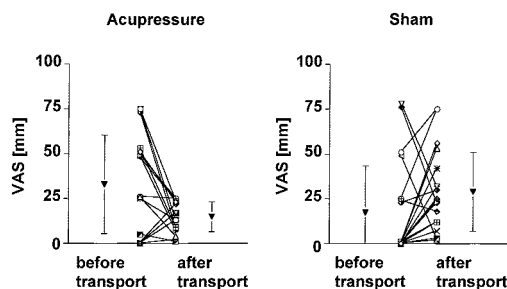 Acupressure
Sham
100
75
50
25
0
VAS [mm]
before transport
after transport
100
75
50
25
0
VAS [mm]
before transport
after transport